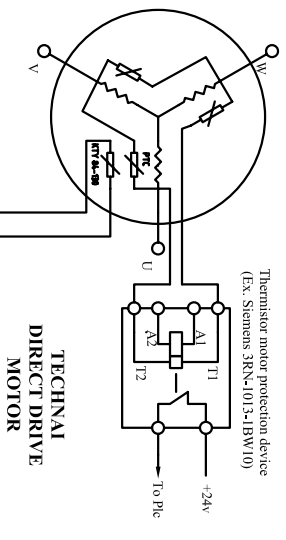 Thermistor motor protection device
(Ex. Siemens 3RN-1013-1BW10)
W
V
U
PTC
KTY 84-130
A1
A2
T1
T2
+24v
To Plc
TECHNAI
DIRECT DRIVE
MOTOR